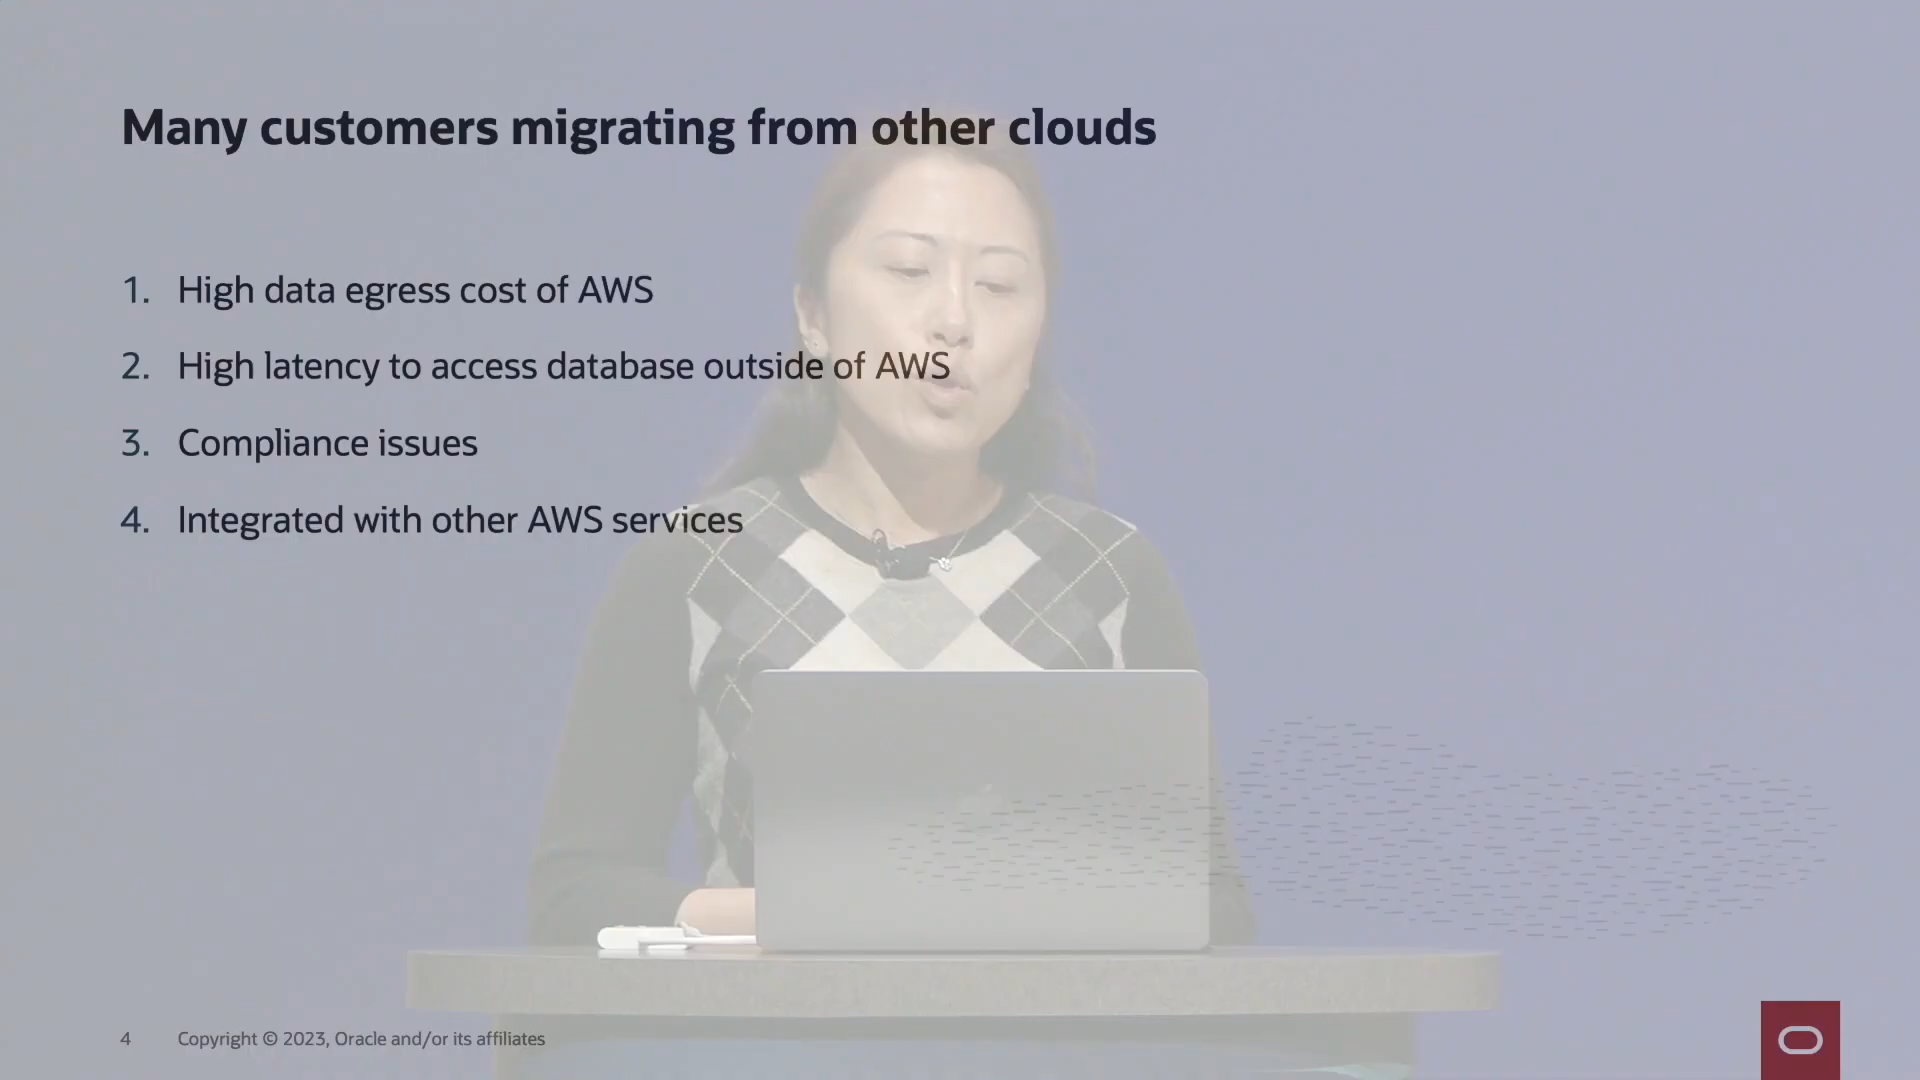 Many customers migrating from other clouds
1. High data egress cost of AWS
2. High latency to access database outside of AWS
3. Compliance issues
4. Integrated with other AWS services
4 Copyright © 2023, Oracle and/or its affiliates